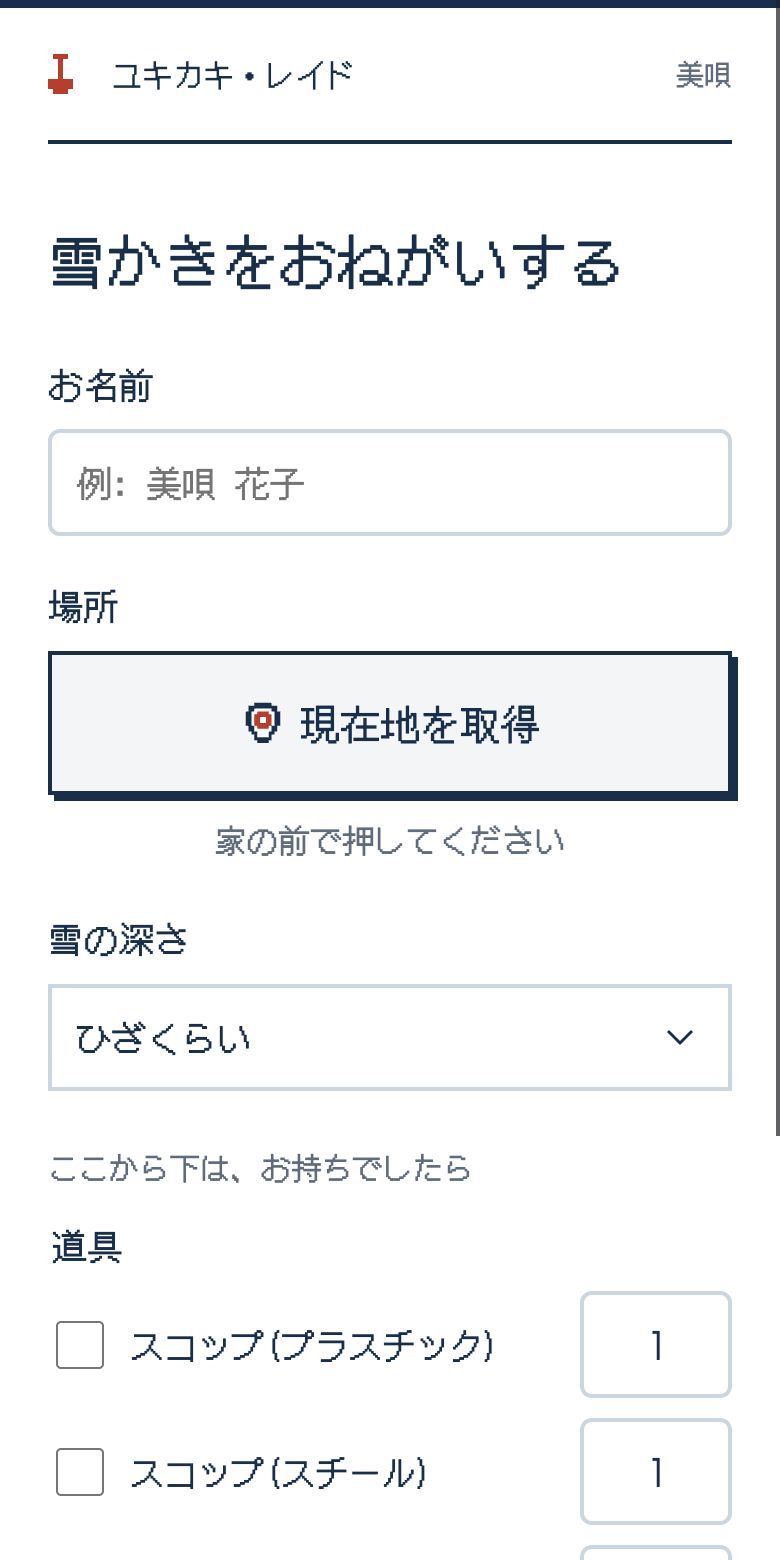 ユキカキ・レイド
美唄
雪かきをおねがいする
お名前
例: 美唄 花子
場所
現在地を取得
家の前で押してください
雪の深さ
ひざくらい
ここから下は、お持ちでしたら
道具
スコップ(プラスチック) 1
スコップ(スチール) 1